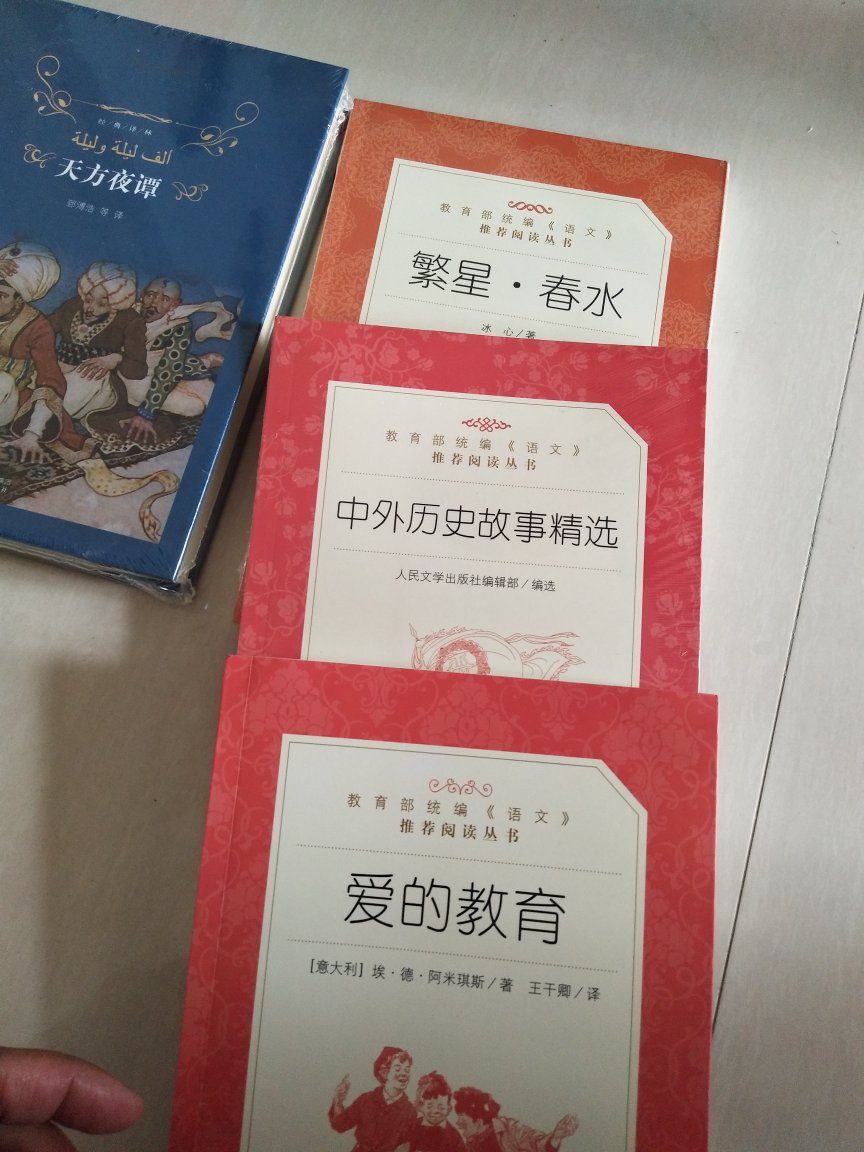 经/典/译/林
ألف ليلة وليلة
天方夜谭
郅溥浩 等 译
教育部统编《语文》
推荐阅读丛书
繁星·春水
冰 心/著
教育部统编《语文》
推荐阅读丛书
中外历史故事精选
人民文学出版社编辑部/编选
教育部统编《语文》
推荐阅读丛书
爱的教育
[意大利] 埃·德·阿米琪斯/著 王干卿/译